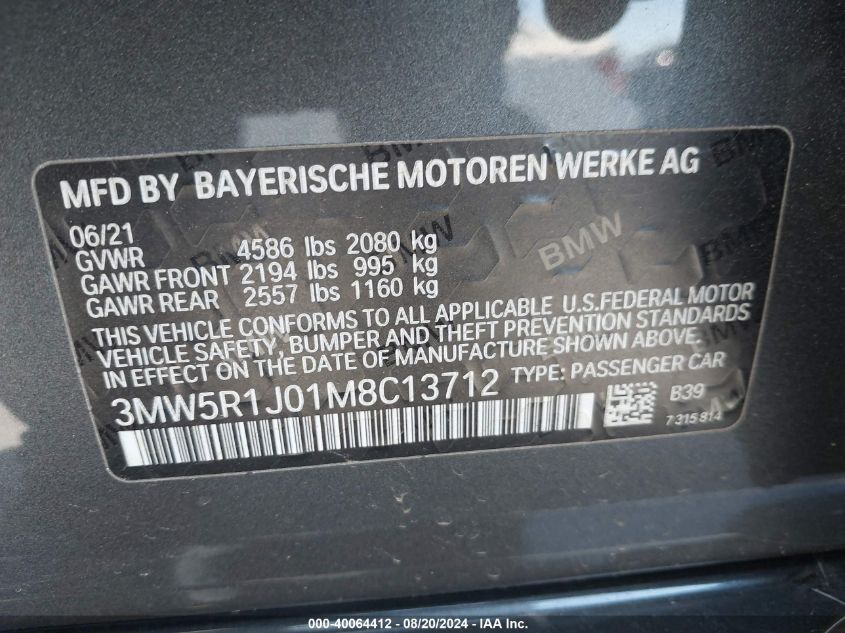 MFD BY BAYERISCHE MOTOREN WERKE AG
06/21
GVWR 4586 lbs 2080 kg
GAWR FRONT 2194 lbs 995 kg
GAWR REAR 2557 lbs 1160 kg
THIS VEHICLE CONFORMS TO ALL APPLICABLE U.S.FEDERAL MOTOR
VEHICLE SAFETY, BUMPER AND THEFT PREVENTION STANDARDS
IN EFFECT ON THE DATE OF MANUFACTURE SHOWN ABOVE.
3MW5R1J01M8C13712 TYPE: PASSENGER CAR
B39
7315814
BMW
000-40064412 - 08/20/2024 - IAA Inc.